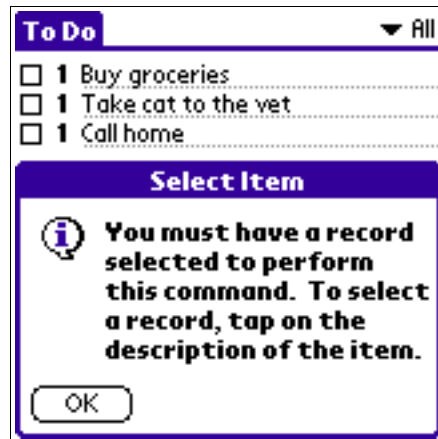 To Do All
1 Buy groceries
1 Take cat to the vet
1 Call home
Select Item
You must have a record
selected to perform
this command. To select
a record, tap on the
description of the item.
OK